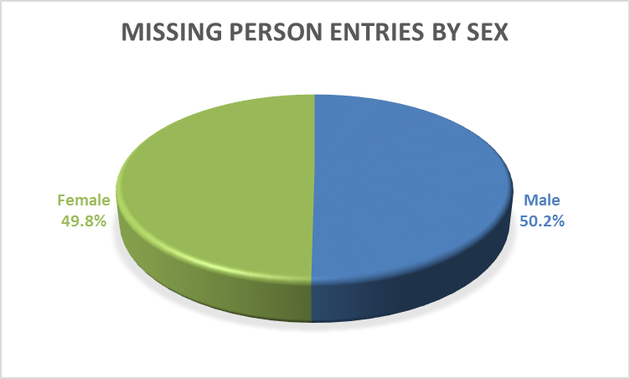 MISSING PERSON ENTRIES BY SEX
Female
49.8%
Male
50.2%